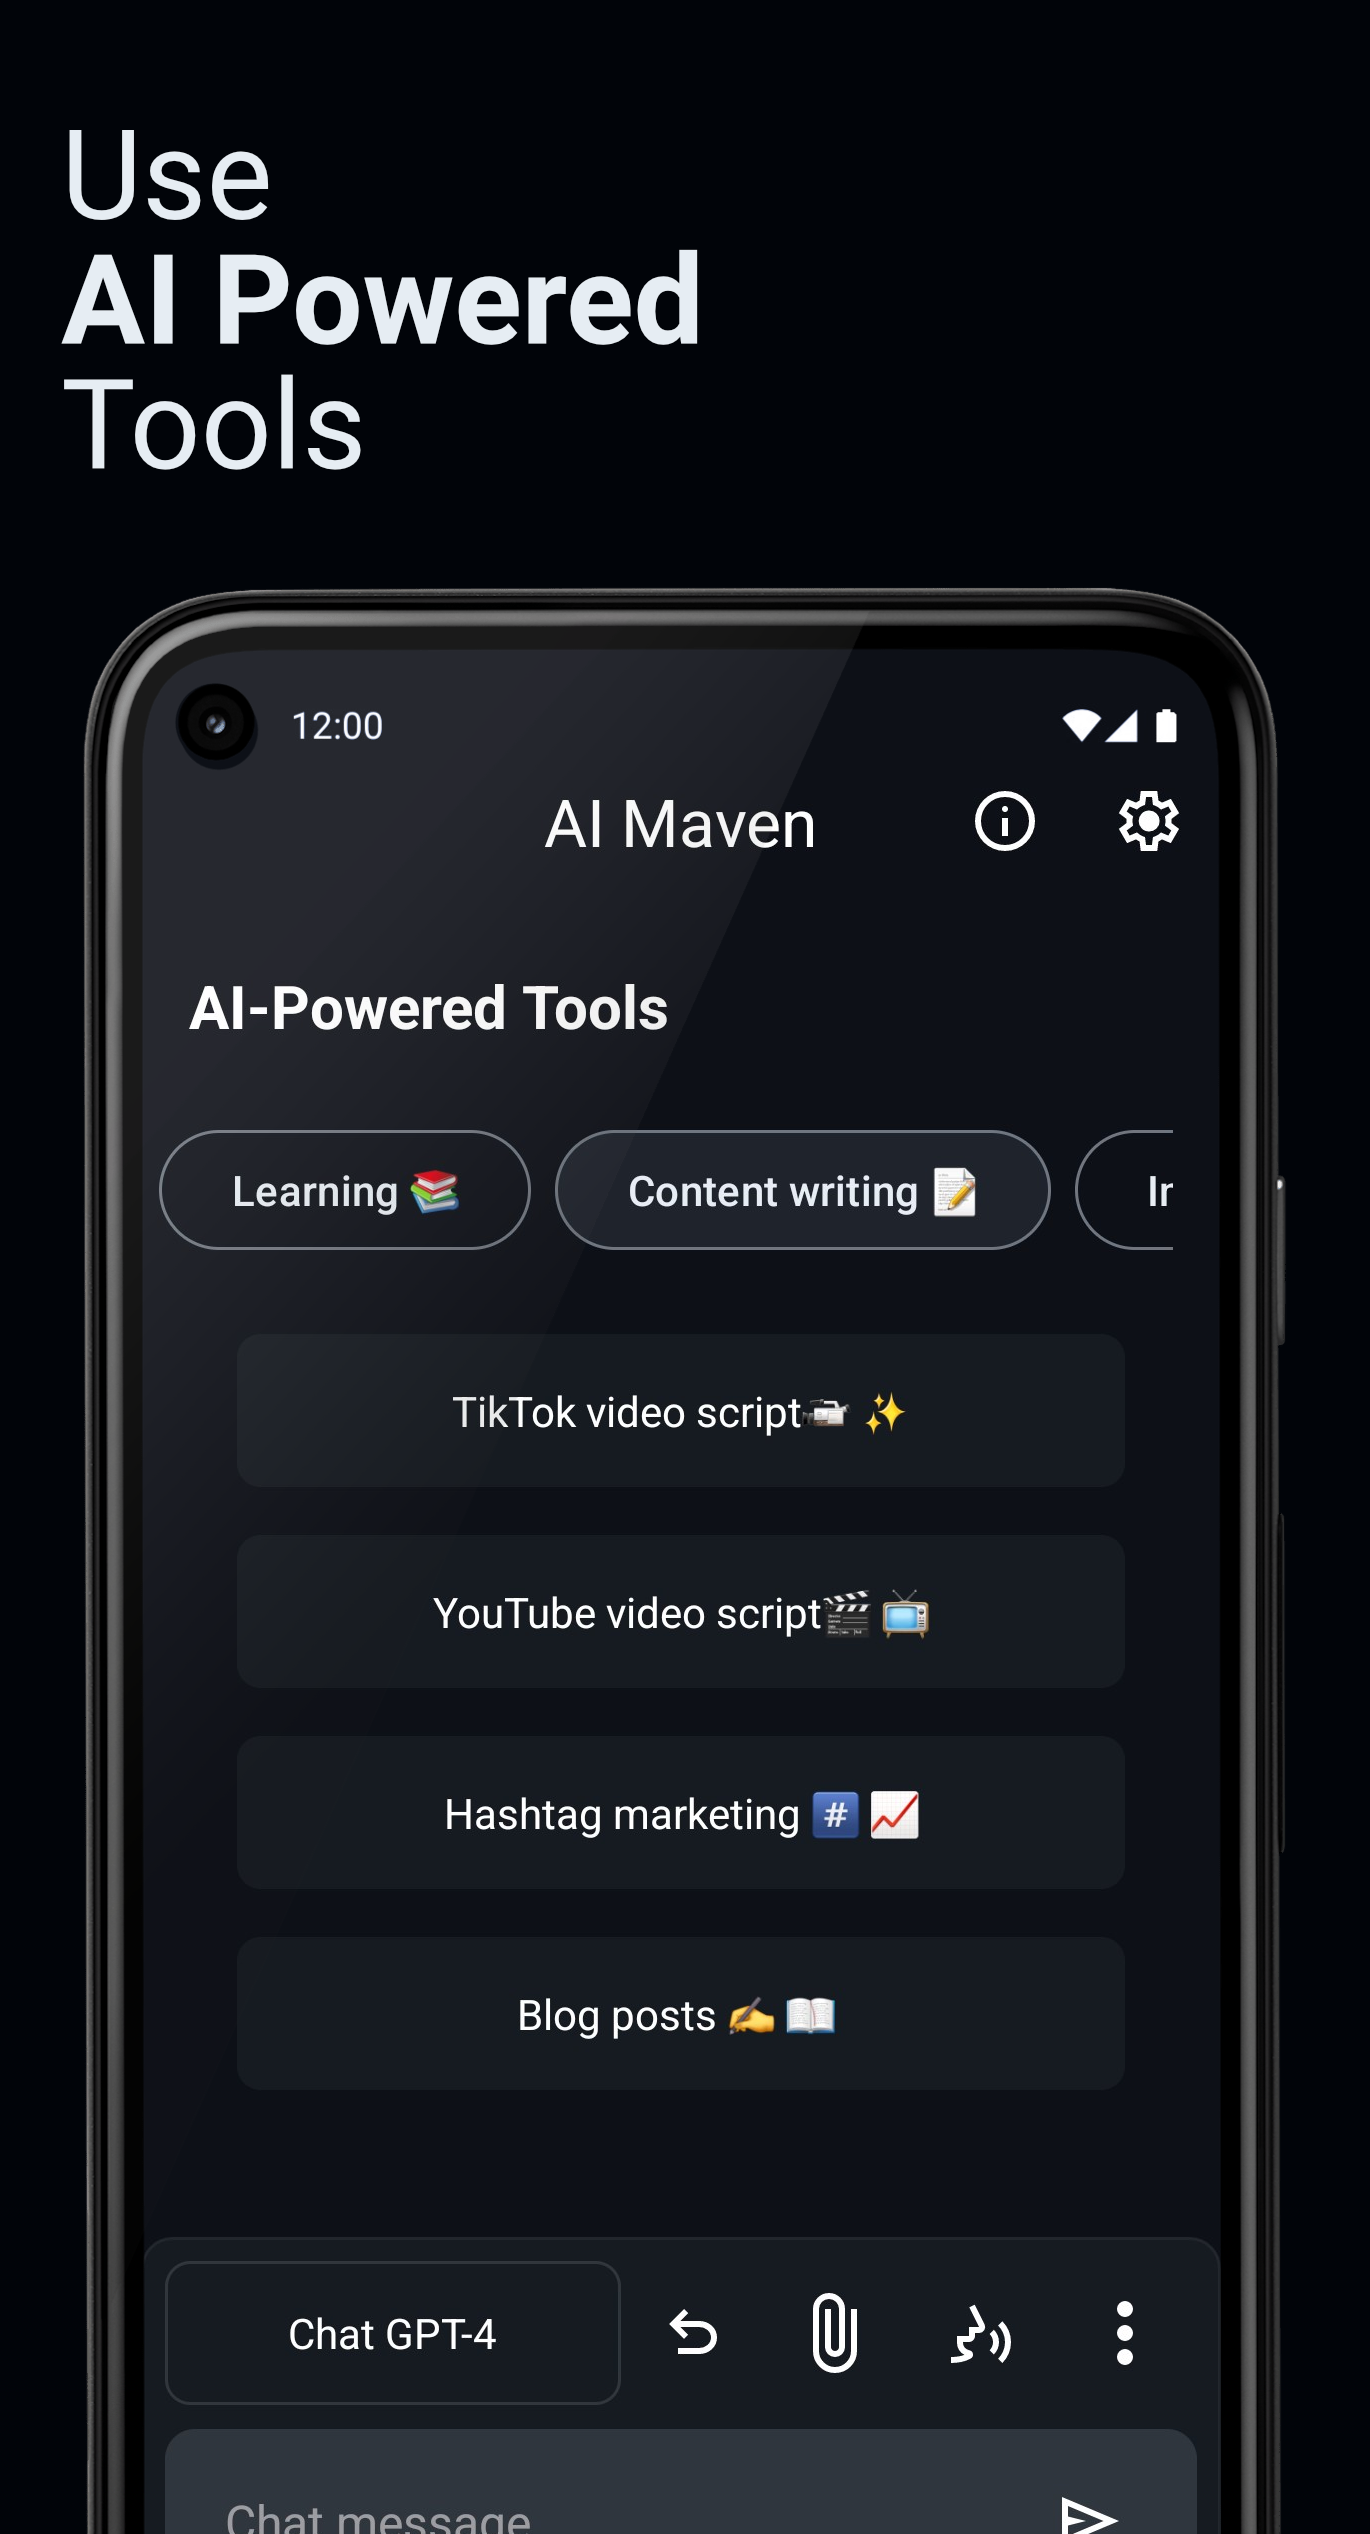 Use
AI Powered
Tools
12:00
AI Maven
AI-Powered Tools
Learning 📚
Content writing 📝
TikTok video script📹 ✨
YouTube video script🎬 📺
Hashtag marketing #️⃣ 📈
Blog posts ✍️ 📖
Chat GPT-4
Chat message